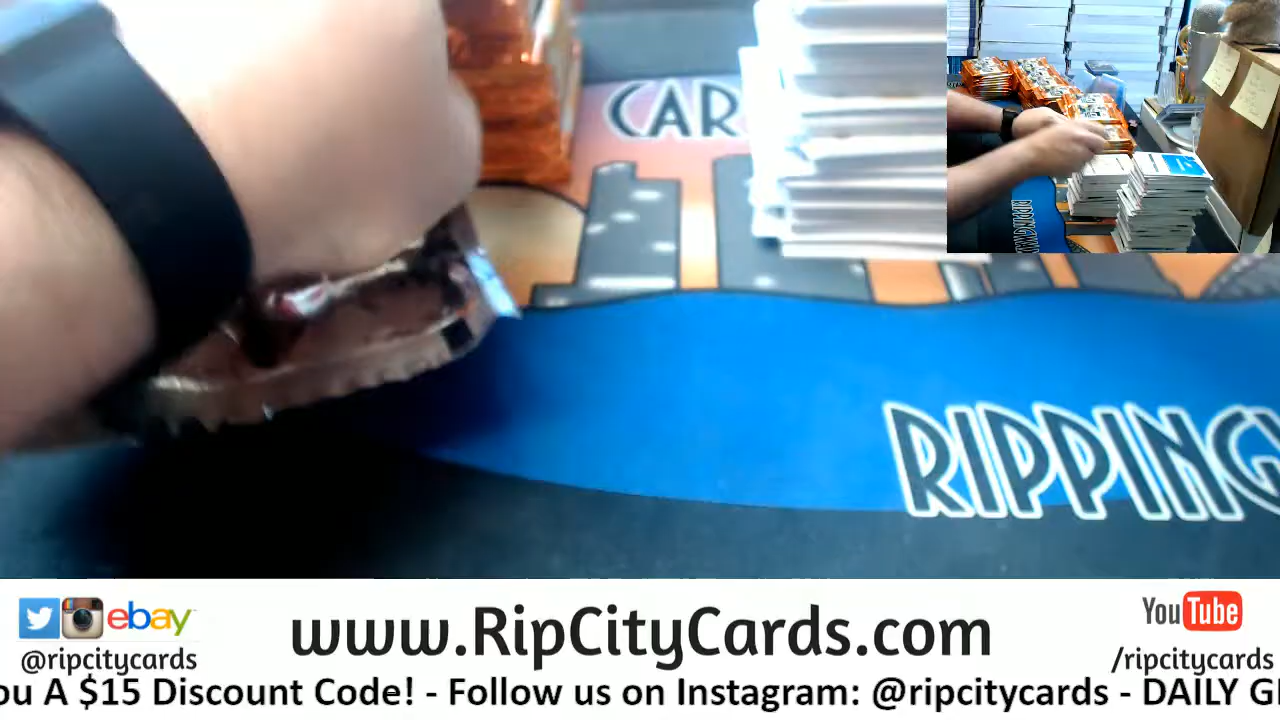 CAR
RIPPING
ebay
@ripcitycards
www.RipCityCards.com
YouTube
/ripcitycards
ou A $15 Discount Code! - Follow us on Instagram: @ripcitycards - DAILY GI